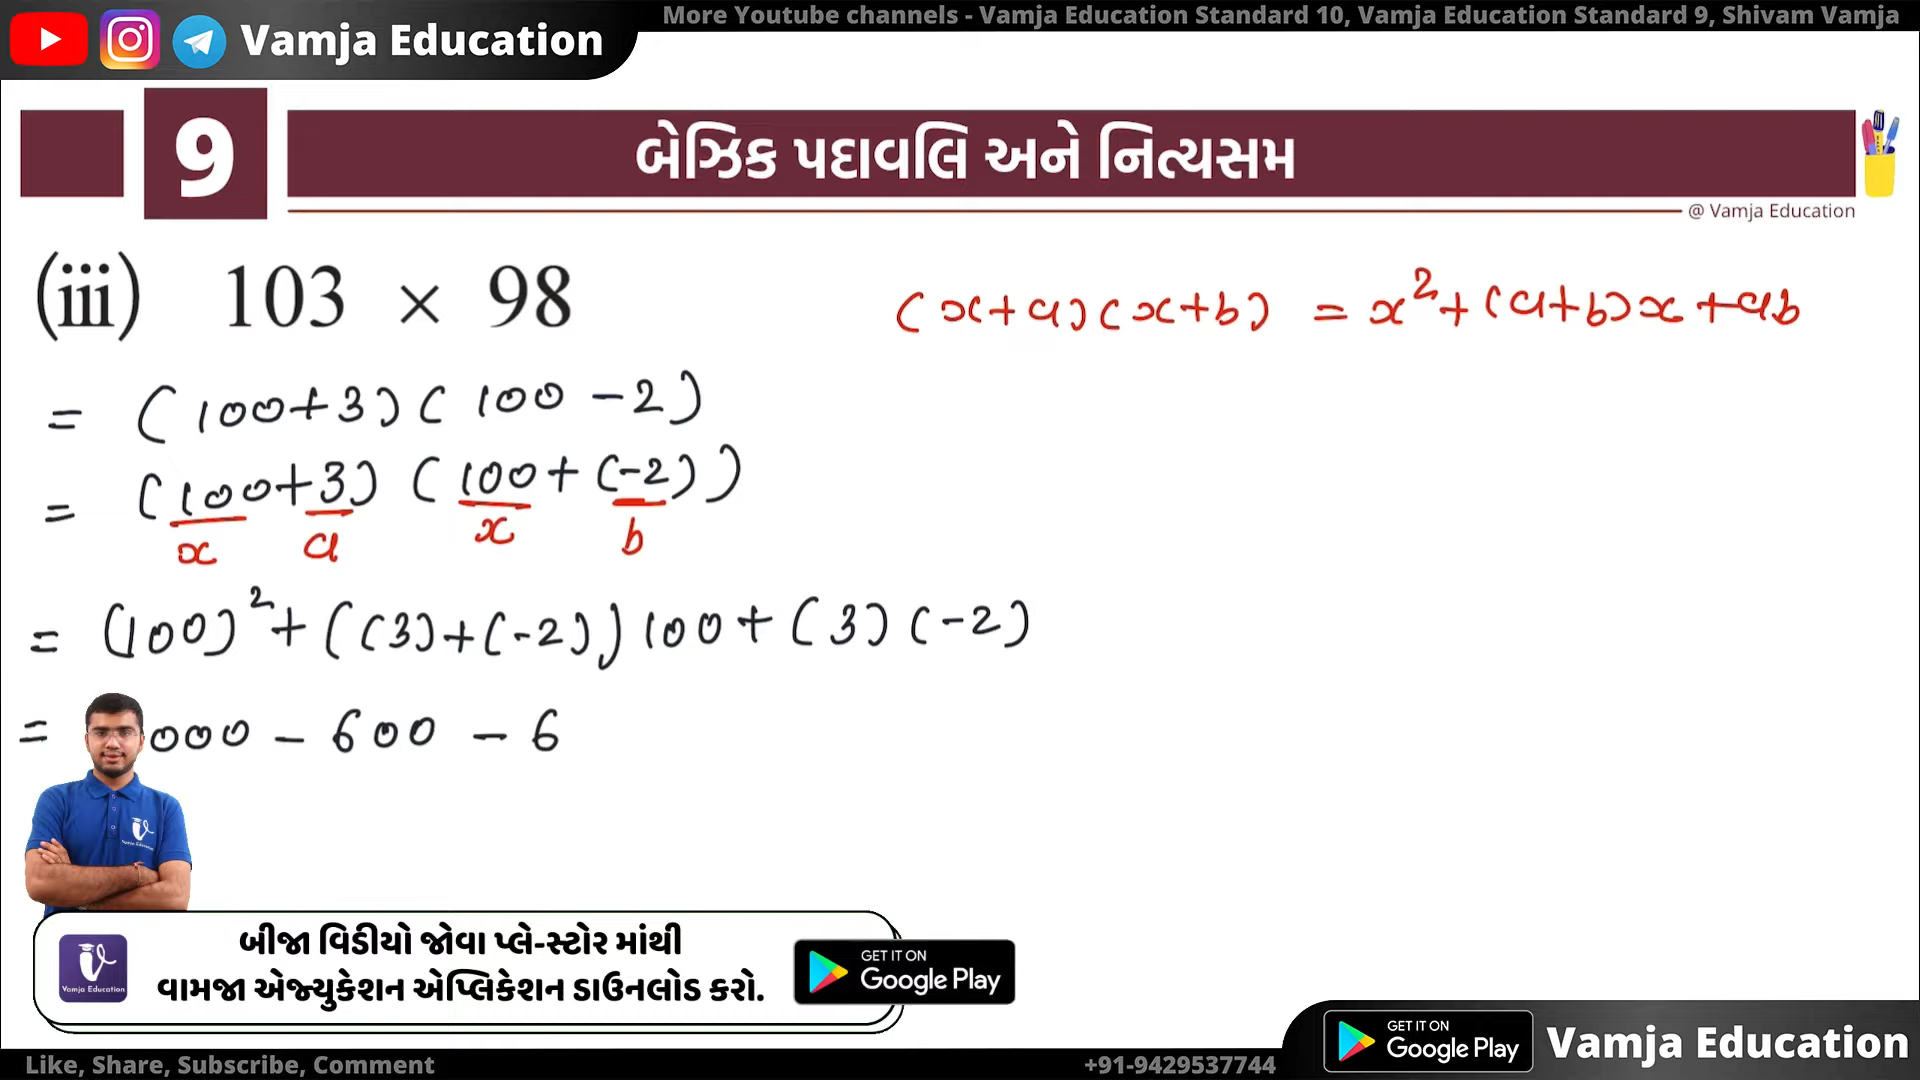 More Youtube channels - Vamja Education Standard 10, Vamja Education Standard 9, Shivam Vamja
Vamja Education
9
બેઝિક પદાવલિ અને નિત્યસમ
@ Vamja Education
(iii) 103 × 98
(x+a)(x+b) = x²+(a+b)x+ab
= (100+3)(100-2)
= (100+3)(100+(-2))
x a x b
= (100)²+((3)+(-2))100+(3)(-2)
= 000 - 600 - 6
બીજા વિડીયો જોવા પ્લે-સ્ટોર માંથી
વામજા એજ્યુકેશન એપ્લિકેશન ડાઉનલોડ કરો.
Vamja Education
GET IT ON
Google Play
GET IT ON
Google Play
Vamja Education
Like, Share, Subscribe, Comment
+91-9429537744